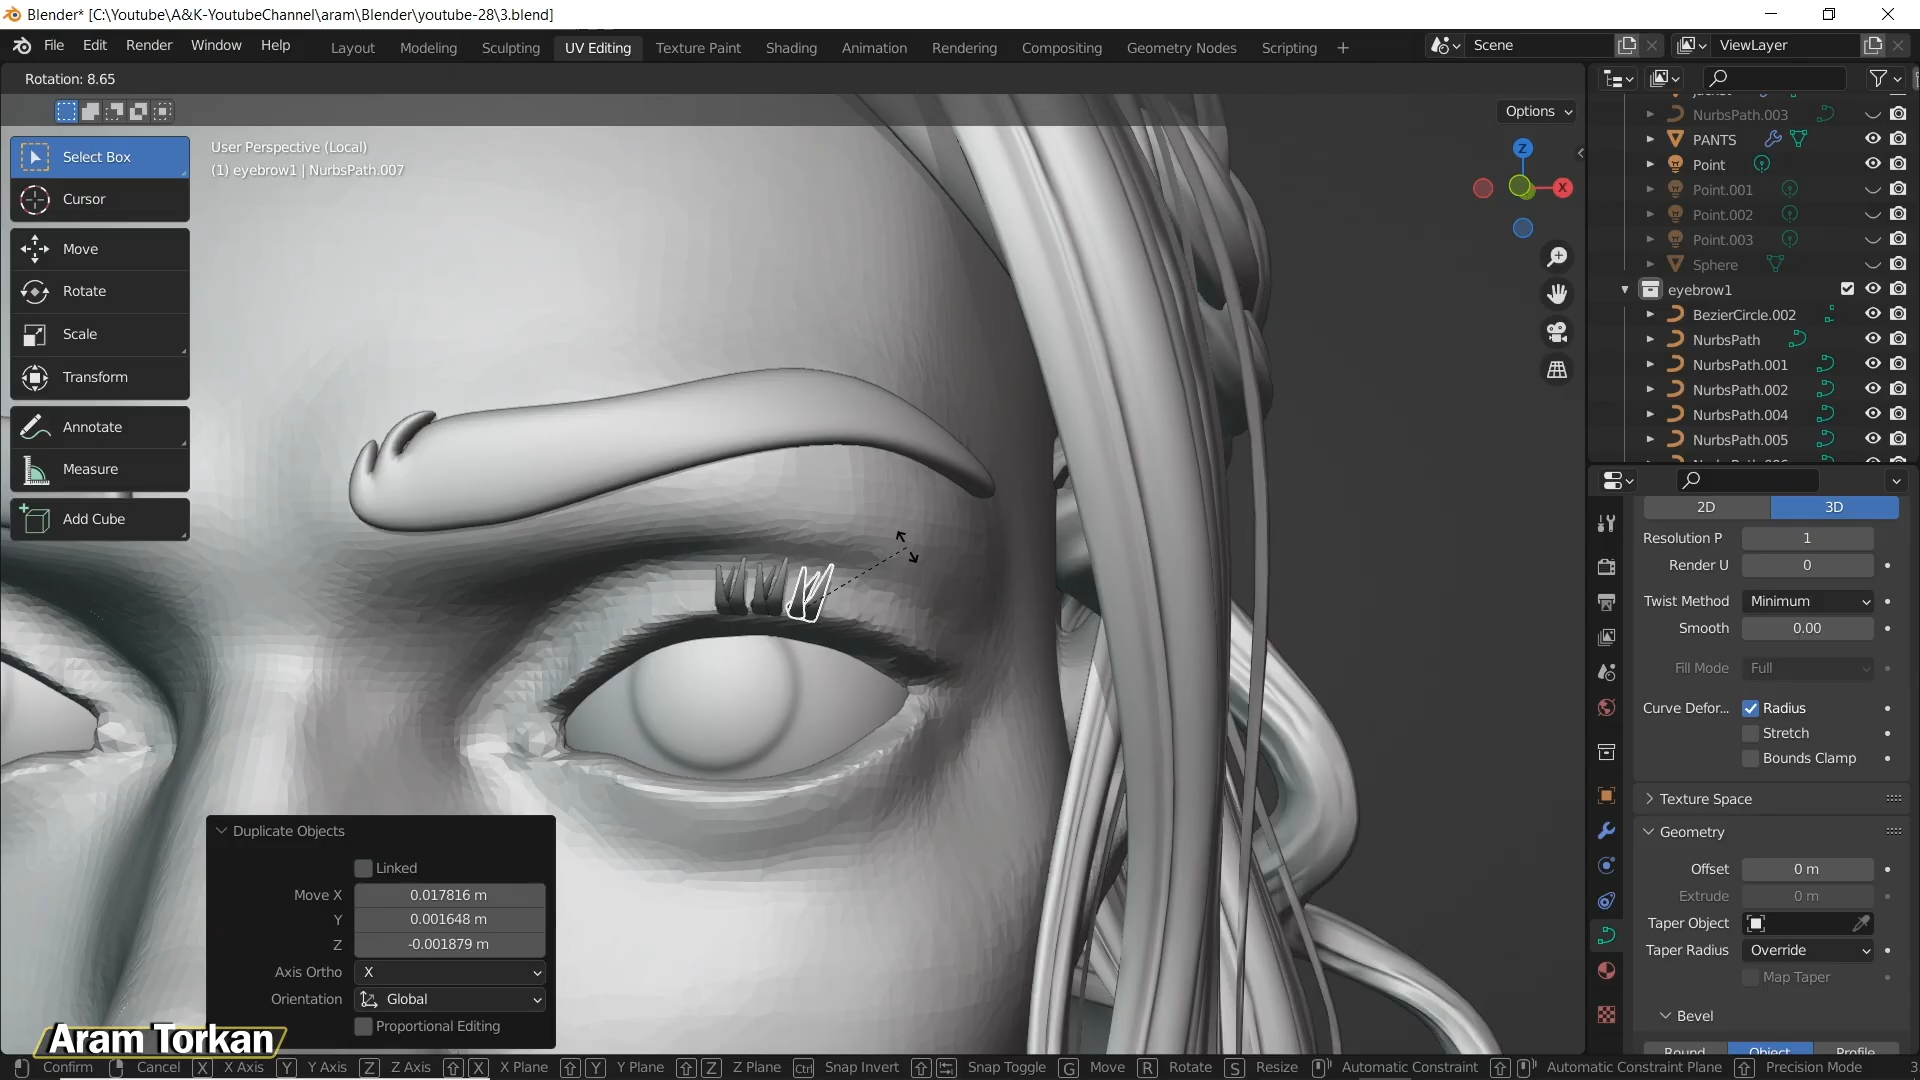 Blender* [C:\Youtube\A&K-YoutubeChannel\aram\Blender\youtube-28\3.blend]
File Edit Render Window Help Layout Modeling Sculpting UV Editing Texture Paint Shading Animation Rendering Compositing Geometry Nodes Scripting + Scene ViewLayer
Rotation: 8.65
Options
User Perspective (Local)
(1) eyebrow1 | NurbsPath.007
Select Box
Cursor
Move
Rotate
Scale
Transform
Annotate
Measure
Add Cube
Z
X
NurbsPath.003
PANTS
Point
Point.001
Point.002
Point.003
Sphere
eyebrow1
BezierCircle.002
NurbsPath
NurbsPath.001
NurbsPath.002
NurbsPath.004
NurbsPath.005
2D 3D
Resolution P 1
Render U 0
Twist Method Minimum
Smooth 0.00
Fill Mode Full
Curve Defor... Radius
Stretch
Bounds Clamp
Texture Space
Geometry
Offset 0 m
Extrude 0 m
Taper Object
Taper Radius Override
Map Taper
Bevel
Round Object Profile
Duplicate Objects
Linked
Move X 0.017816 m
Y 0.001648 m
Z -0.001879 m
Axis Ortho X
Orientation Global
Proportional Editing
Aram Torkan
Confirm Cancel X X Axis Y Y Axis Z Z Axis X X Plane Y Y Plane Z Z Plane Ctrl Snap Invert Snap Toggle G Move R Rotate S Resize Automatic Constraint Automatic Constraint Plane Precision Mode 3